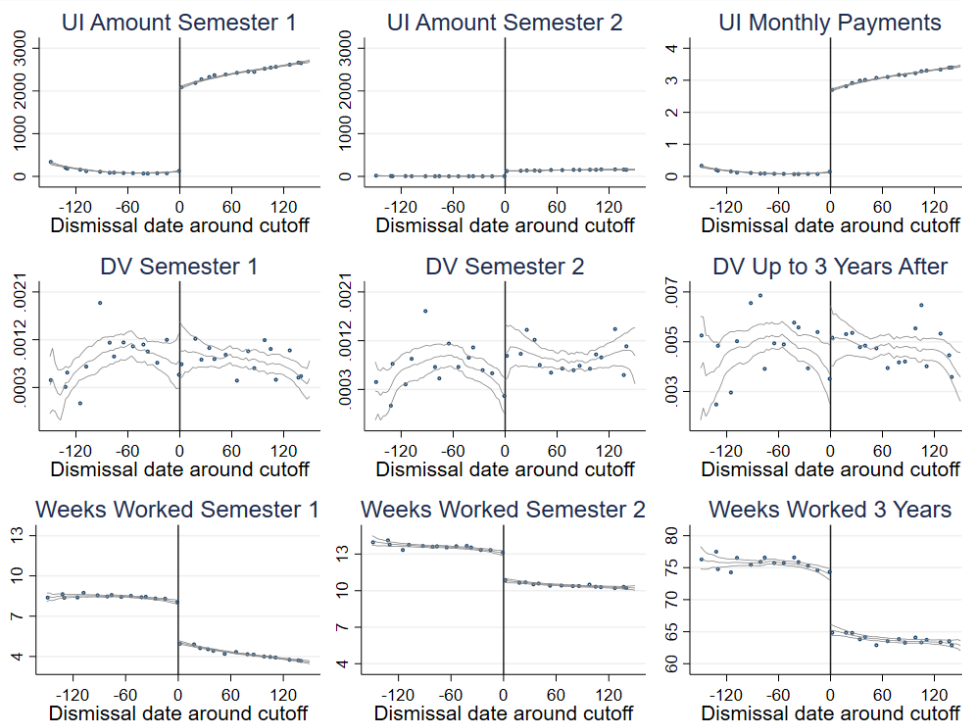 UI Amount Semester 1
3000
2000
1000
0
-120 -60 0 60 120
Dismissal date around cutoff
UI Amount Semester 2
3000
2000
1000
0
-120 -60 0 60 120
Dismissal date around cutoff
UI Monthly Payments
4
3
2
1
0
-120 -60 0 60 120
Dismissal date around cutoff
DV Semester 1
.0021
.0012
.0003
-120 -60 0 60 120
Dismissal date around cutoff
DV Semester 2
.0021
.0012
.0003
-120 -60 0 60 120
Dismissal date around cutoff
DV Up to 3 Years After
.007
.005
.003
-120 -60 0 60 120
Dismissal date around cutoff
Weeks Worked Semester 1
13
10
7
4
-120 -60 0 60 120
Dismissal date around cutoff
Weeks Worked Semester 2
13
10
7
4
-120 -60 0 60 120
Dismissal date around cutoff
Weeks Worked 3 Years
80
75
70
65
60
-120 -60 0 60 120
Dismissal date around cutoff